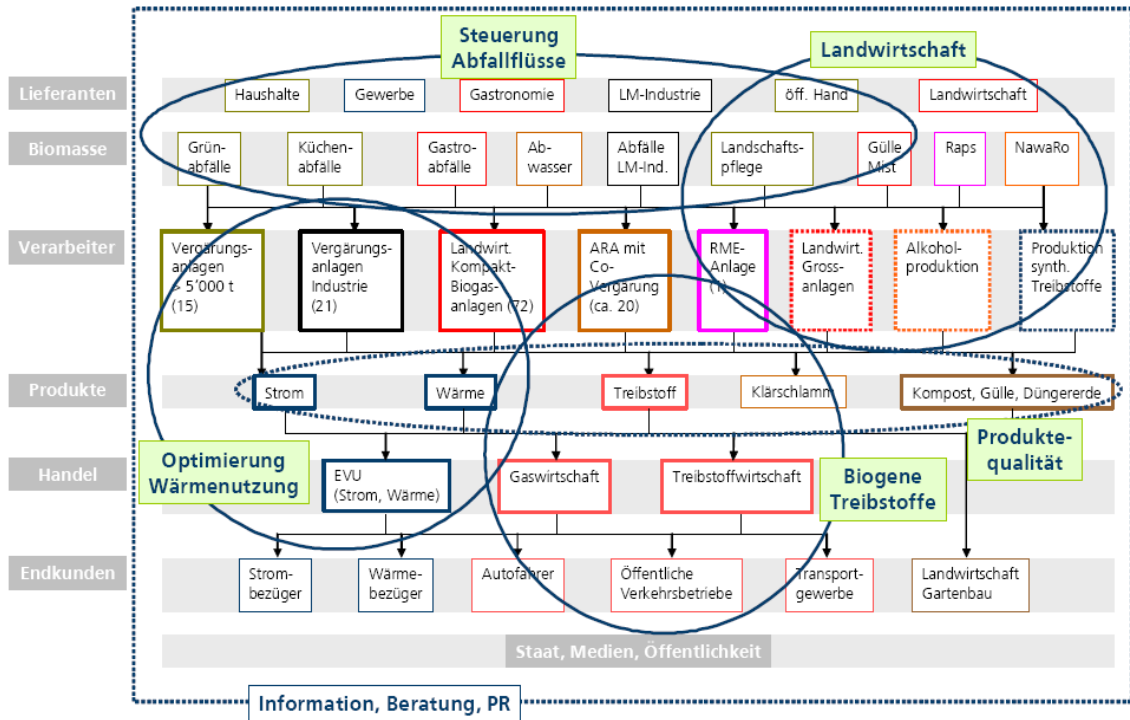 Steuerung
Abfallflüsse
Landwirtschaft
Lieferanten
Haushalte
Gewerbe
Gastronomie
LM-Industrie
öff. Hand
Landwirtschaft
Biomasse
Grün-
abfälle
Küchen-
abfälle
Gastro-
abfälle
Ab-
wasser
Abfälle
LM-Ind.
Landschafts-
pflege
Gülle
Mist
Raps
NawaRo
Verarbeiter
Vergärungs-
anlagen
> 5’000 t
(15)
Vergärungs-
anlagen
Industrie
(21)
Landwirt.
Kompakt-
Biogas-
anlagen (72)
ARA mit
Co-
Vergärung
(ca. 20)
RME-
Anlage
(1)
Landwirt.
Gross-
anlagen
Alkohol-
produktion
Produktion
synth.
Treibstoffe
Produkte
Strom
Wärme
Treibstoff
Klärschlamm
Kompost, Gülle, Düngererde
Optimierung
Wärmenutzung
Produkte-
qualität
Handel
EVU
(Strom, Wärme)
Gaswirtschaft
Treibstoffwirtschaft
Biogene
Treibstoffe
Endkunden
Strom-
bezüger
Wärme-
bezüger
Autofahrer
Öffentliche
Verkehrsbetriebe
Transport-
gewerbe
Landwirtschaft
Gartenbau
Staat, Medien, Öffentlichkeit
Information, Beratung, PR